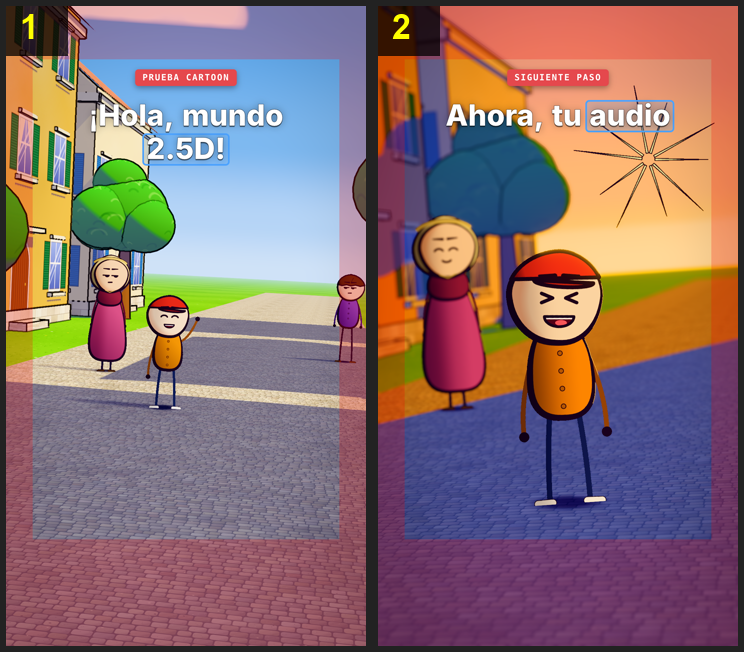 1
PRUEBA CARTOON
¡Hola, mundo
2.5D!
2
SIGUIENTE PASO
Ahora, tu audio